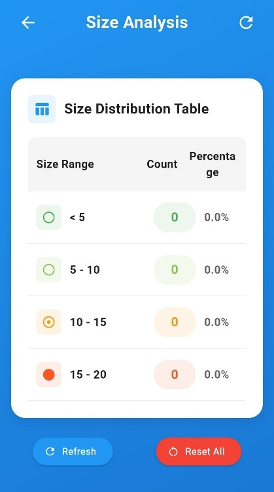 Size Analysis
Size Distribution Table
Size Range Count Percenta
ge
< 5 0 0.0%
5 - 10 0 0.0%
10 - 15 0 0.0%
15 - 20 0 0.0%
Refresh Reset All